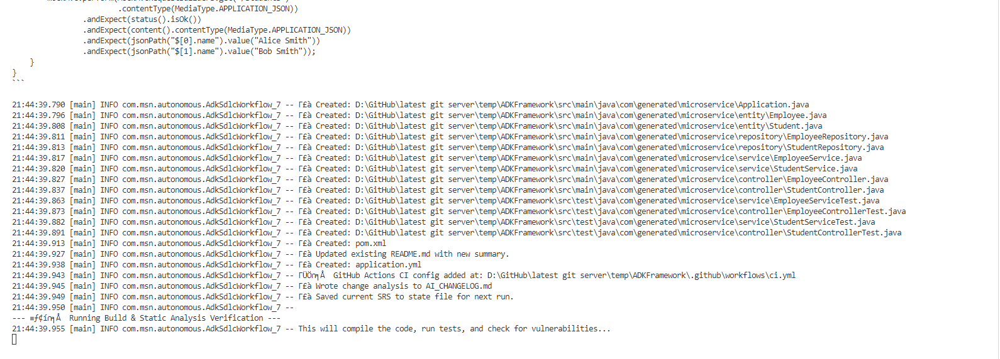 .contentType(MediaType.APPLICATION_JSON))
.andExpect(status().isOk())
.andExpect(content().contentType(MediaType.APPLICATION_JSON))
.andExpect(jsonPath("$[0].name").value("Alice Smith"))
.andExpect(jsonPath("$[1].name").value("Bob Smith"));
}
}
```
21:44:39.790 [main] INFO com.msn.autonomous.AdkSdlcWorkflow_7 -- Γ£à Created: D:\GitHub\latest git server\temp\ADKFramework\src\main\java\com\generated\microservice\Application.java
21:44:39.796 [main] INFO com.msn.autonomous.AdkSdlcWorkflow_7 -- Γ£à Created: D:\GitHub\latest git server\temp\ADKFramework\src\main\java\com\generated\microservice\entity\Employee.java
21:44:39.808 [main] INFO com.msn.autonomous.AdkSdlcWorkflow_7 -- Γ£à Created: D:\GitHub\latest git server\temp\ADKFramework\src\main\java\com\generated\microservice\entity\Student.java
21:44:39.811 [main] INFO com.msn.autonomous.AdkSdlcWorkflow_7 -- Γ£à Created: D:\GitHub\latest git server\temp\ADKFramework\src\main\java\com\generated\microservice\repository\EmployeeRepository.java
21:44:39.813 [main] INFO com.msn.autonomous.AdkSdlcWorkflow_7 -- Γ£à Created: D:\GitHub\latest git server\temp\ADKFramework\src\main\java\com\generated\microservice\repository\StudentRepository.java
21:44:39.817 [main] INFO com.msn.autonomous.AdkSdlcWorkflow_7 -- Γ£à Created: D:\GitHub\latest git server\temp\ADKFramework\src\main\java\com\generated\microservice\service\EmployeeService.java
21:44:39.820 [main] INFO com.msn.autonomous.AdkSdlcWorkflow_7 -- Γ£à Created: D:\GitHub\latest git server\temp\ADKFramework\src\main\java\com\generated\microservice\service\StudentService.java
21:44:39.827 [main] INFO com.msn.autonomous.AdkSdlcWorkflow_7 -- Γ£à Created: D:\GitHub\latest git server\temp\ADKFramework\src\main\java\com\generated\microservice\controller\EmployeeController.java
21:44:39.837 [main] INFO com.msn.autonomous.AdkSdlcWorkflow_7 -- Γ£à Created: D:\GitHub\latest git server\temp\ADKFramework\src\main\java\com\generated\microservice\controller\StudentController.java
21:44:39.863 [main] INFO com.msn.autonomous.AdkSdlcWorkflow_7 -- Γ£à Created: D:\GitHub\latest git server\temp\ADKFramework\src\test\java\com\generated\microservice\service\EmployeeServiceTest.java
21:44:39.873 [main] INFO com.msn.autonomous.AdkSdlcWorkflow_7 -- Γ£à Created: D:\GitHub\latest git server\temp\ADKFramework\src\test\java\com\generated\microservice\controller\EmployeeControllerTest.java
21:44:39.882 [main] INFO com.msn.autonomous.AdkSdlcWorkflow_7 -- Γ£à Created: D:\GitHub\latest git server\temp\ADKFramework\src\test\java\com\generated\microservice\service\StudentServiceTest.java
21:44:39.891 [main] INFO com.msn.autonomous.AdkSdlcWorkflow_7 -- Γ£à Created: D:\GitHub\latest git server\temp\ADKFramework\src\test\java\com\generated\microservice\controller\StudentControllerTest.java
21:44:39.913 [main] INFO com.msn.autonomous.AdkSdlcWorkflow_7 -- Γ£à Created: pom.xml
21:44:39.927 [main] INFO com.msn.autonomous.AdkSdlcWorkflow_7 -- Γ£à Updated existing README.md with new summary.
21:44:39.938 [main] INFO com.msn.autonomous.AdkSdlcWorkflow_7 -- Γ£à Created: application.yml
21:44:39.943 [main] INFO com.msn.autonomous.AdkSdlcWorkflow_7 -- ΓÜÖ∩╕Å GitHub Actions CI config added at: D:\GitHub\latest git server\temp\ADKFramework\.github\workflows\ci.yml
21:44:39.945 [main] INFO com.msn.autonomous.AdkSdlcWorkflow_7 -- Γ£à Wrote change analysis to AI_CHANGELOG.md
21:44:39.949 [main] INFO com.msn.autonomous.AdkSdlcWorkflow_7 -- Γ£à Saved current SRS to state file for next run.
21:44:39.950 [main] INFO com.msn.autonomous.AdkSdlcWorkflow_7 --
--- ≡ƒ¢í∩╕Å Running Build & Static Analysis Verification ---
21:44:39.955 [main] INFO com.msn.autonomous.AdkSdlcWorkflow_7 -- This will compile the code, run tests, and check for vulnerabilities...